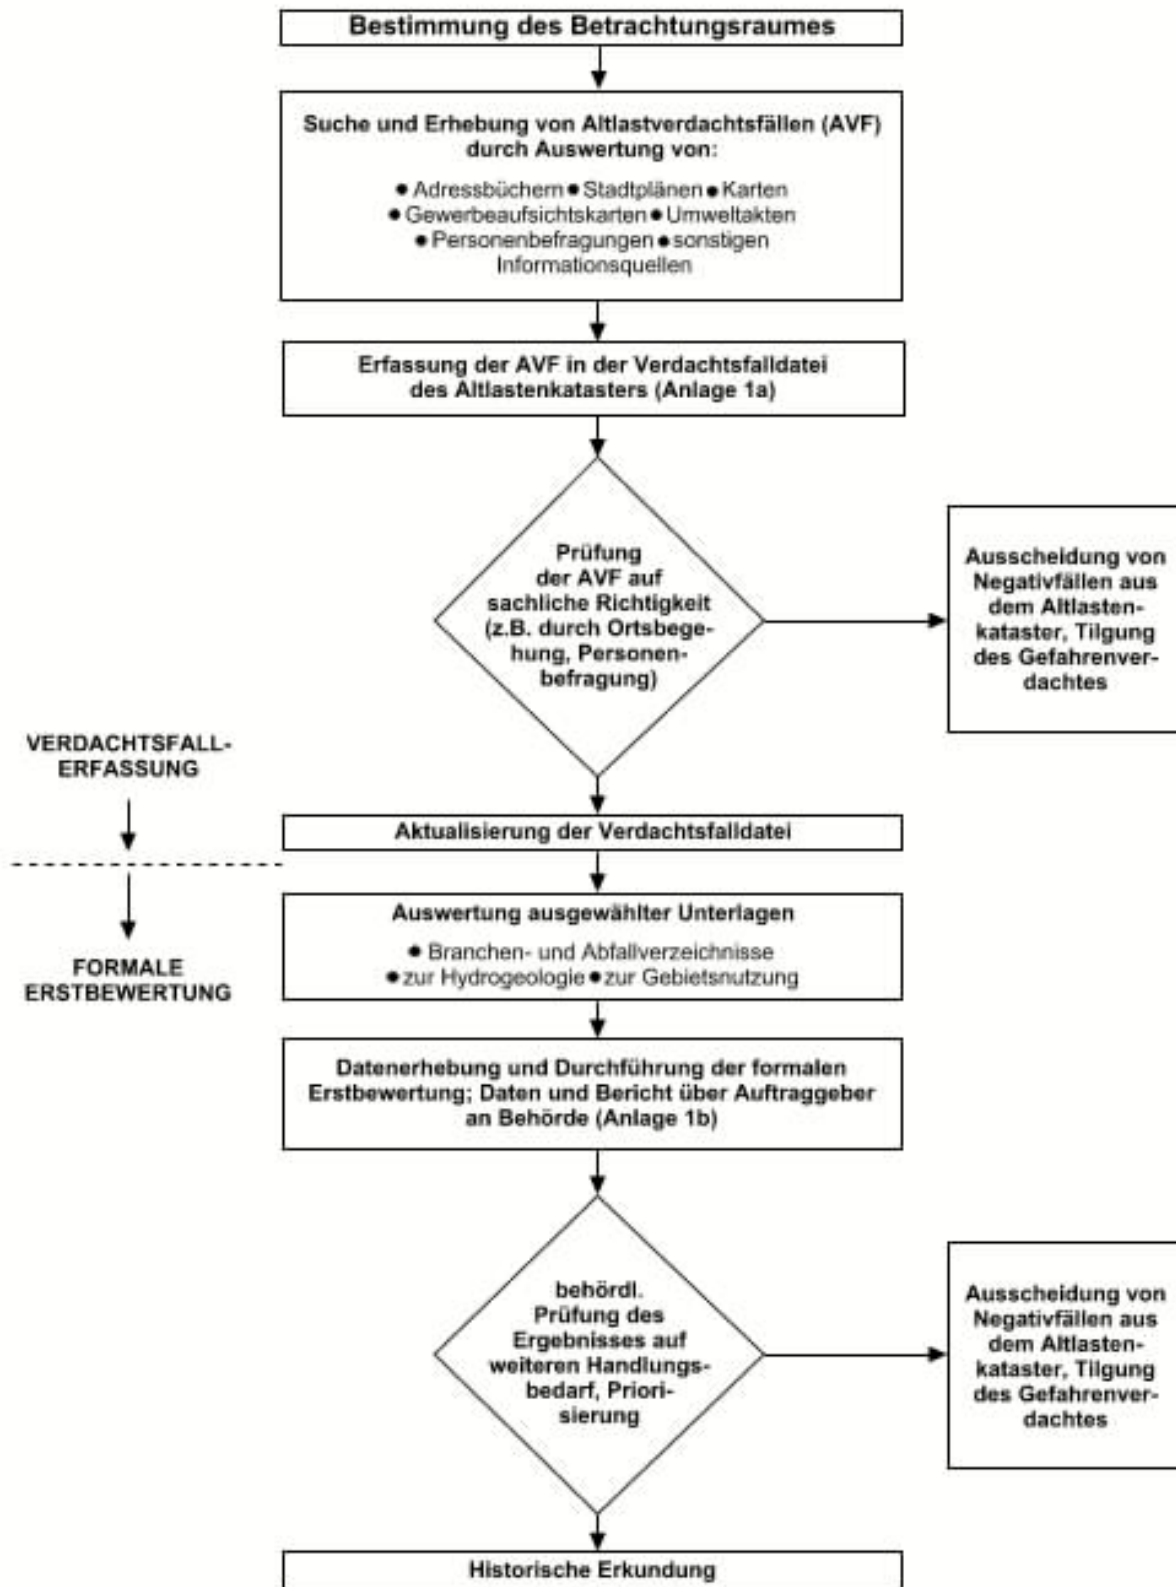 Bestimmung des Betrachtungsraumes
Suche und Erhebung von Altlastverdachtsfällen (AVF)
durch Auswertung von:
● Adressbüchern ● Stadtplänen ● Karten
● Gewerbeaufsichtskarten ● Umweltakten
● Personenbefragungen ● sonstigen
Informationsquellen
Erfassung der AVF in der Verdachtsfalldatei
des Altlastenkatasters (Anlage 1a)
Prüfung
der AVF auf
sachliche Richtigkeit
(z.B. durch Ortsbege-
hung, Personen-
befragung)
Ausscheidung von
Negativfällen aus
dem Altlasten-
kataster, Tilgung
des Gefahrenver-
dachtes
VERDACHTSFALL-
ERFASSUNG
Aktualisierung der Verdachtsfalldatei
Auswertung ausgewählter Unterlagen
● Branchen- und Abfallverzeichnisse
● zur Hydrogeologie ● zur Gebietsnutzung
FORMALE
ERSTBEWERTUNG
Datenerhebung und Durchführung der formalen
Erstbewertung; Daten und Bericht über Auftraggeber
an Behörde (Anlage 1b)
behördl.
Prüfung des
Ergebnisses auf
weiteren Handlungs-
bedarf, Priori-
sierung
Ausscheidung von
Negativfällen aus
dem Altlasten-
kataster, Tilgung
des Gefahrenver-
dachtes
Historische Erkundung